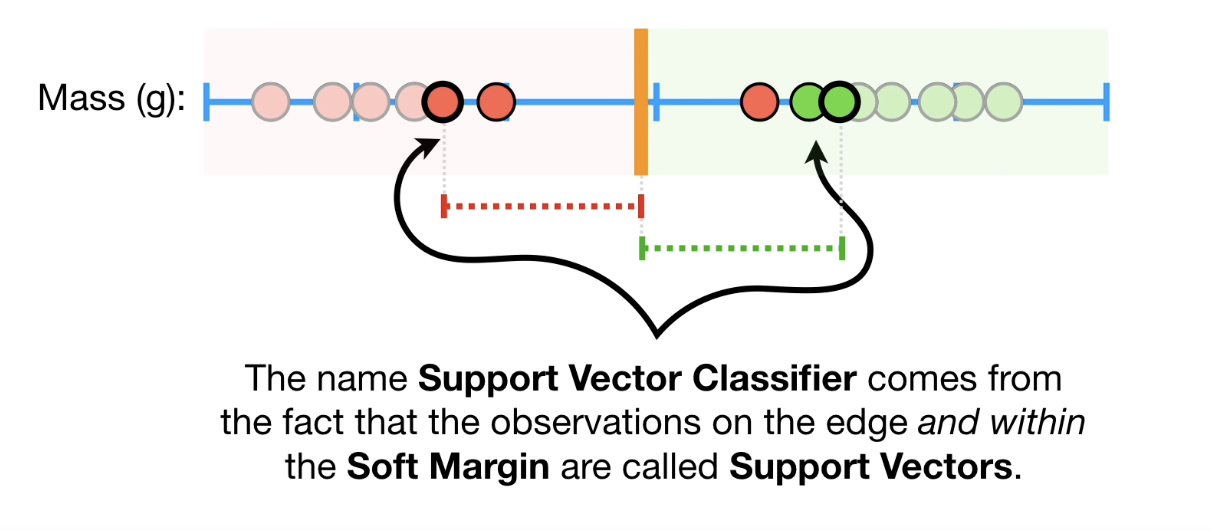 Mass (g):
The name Support Vector Classifier comes from
the fact that the observations on the edge and within
the Soft Margin are called Support Vectors.